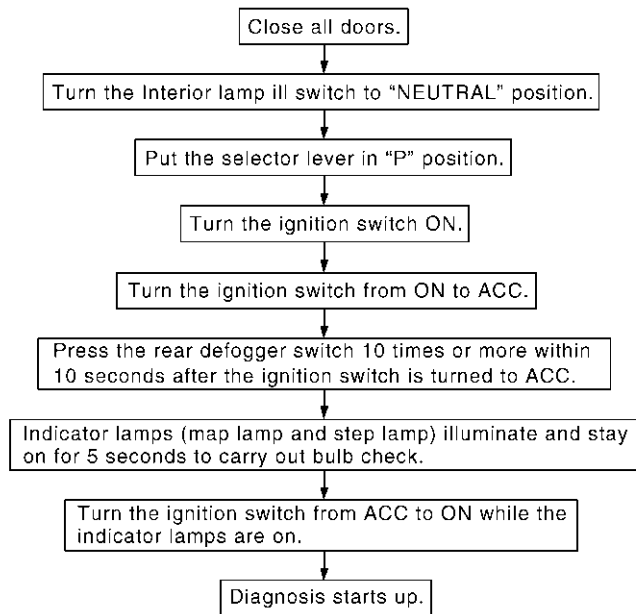 Close all doors.
Turn the Interior lamp ill switch to “NEUTRAL” position.
Put the selector lever in “P” position.
Turn the ignition switch ON.
Turn the ignition switch from ON to ACC.
Press the rear defogger switch 10 times or more within
10 seconds after the ignition switch is turned to ACC.
Indicator lamps (map lamp and step lamp) illuminate and stay
on for 5 seconds to carry out bulb check.
Turn the ignition switch from ACC to ON while the
indicator lamps are on.
Diagnosis starts up.